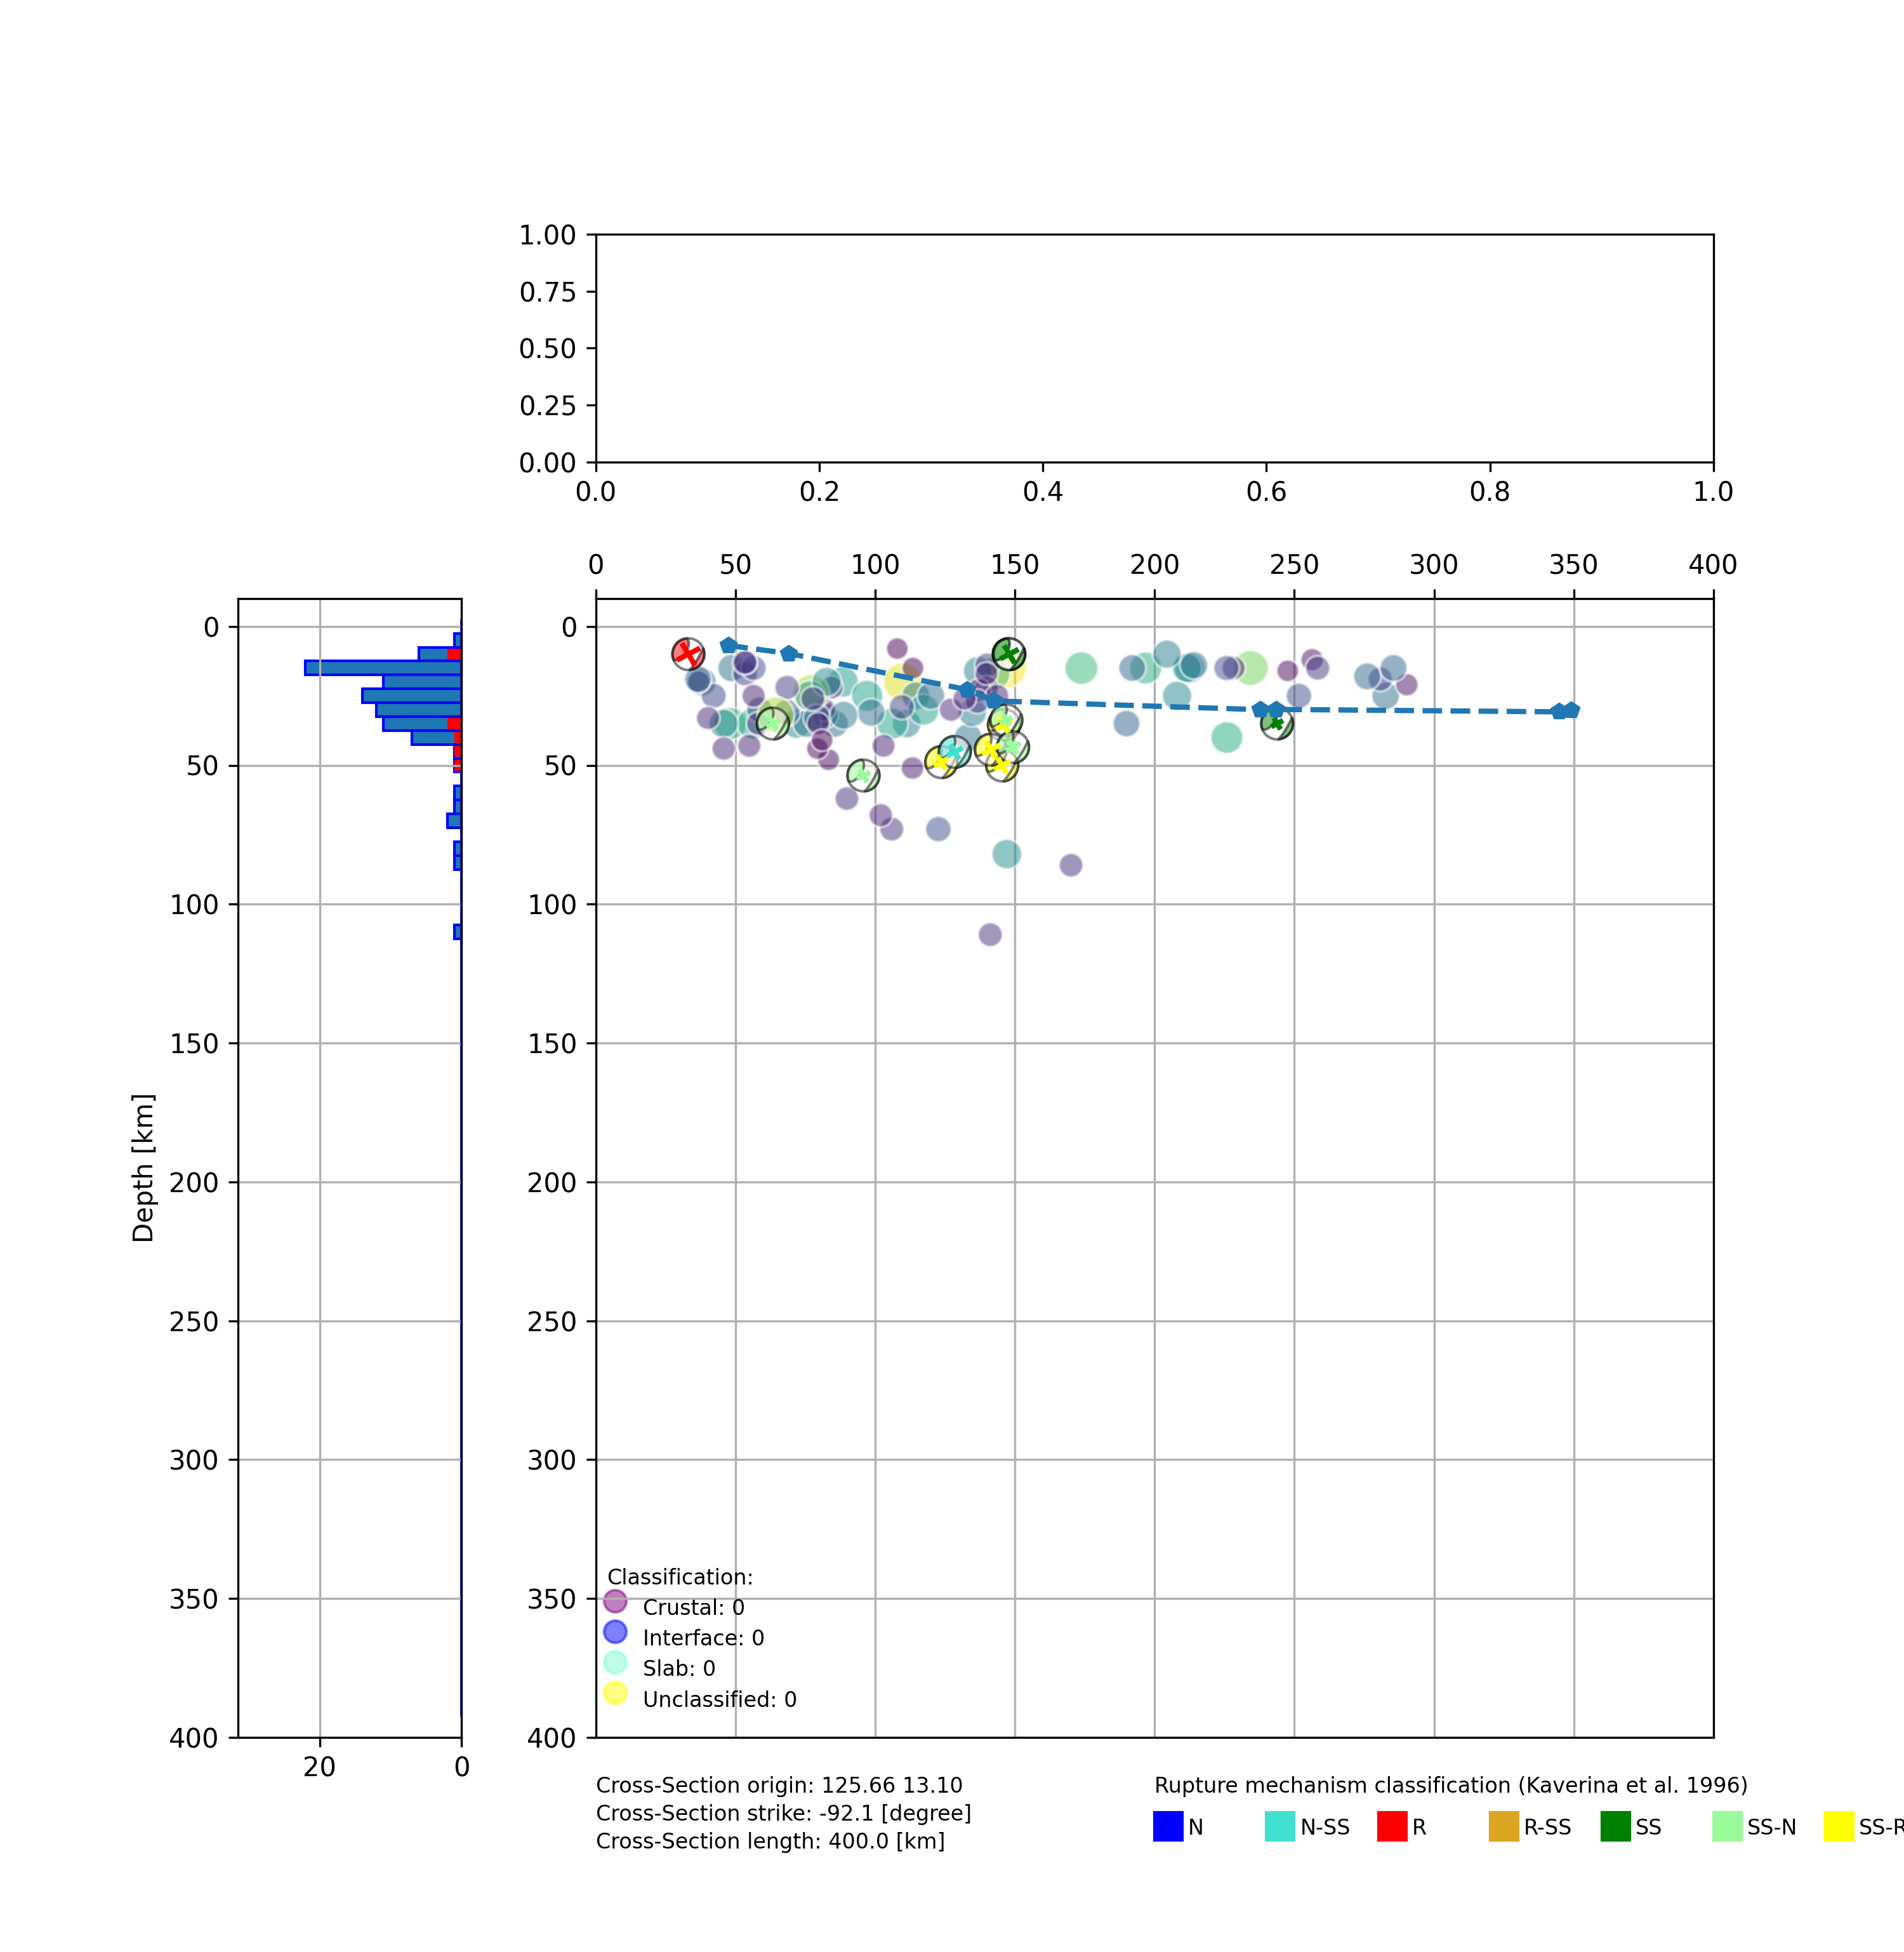 1.00
0.75
0.50
0.25
0.00
0.0 0.2 0.4 0.6 0.8 1.0
0 50 100 150 200 250 300 350 400
0 0
50 50
100 100
150 150
Depth [km]
200 200
250 250
300 300
350 350
400 400
20 0
Classification:
Crustal: 0
Interface: 0
Slab: 0
Unclassified: 0
Cross-Section origin: 125.66 13.10
Cross-Section strike: -92.1 [degree]
Cross-Section length: 400.0 [km]
Rupture mechanism classification (Kaverina et al. 1996)
N N-SS R R-SS SS SS-N SS-R